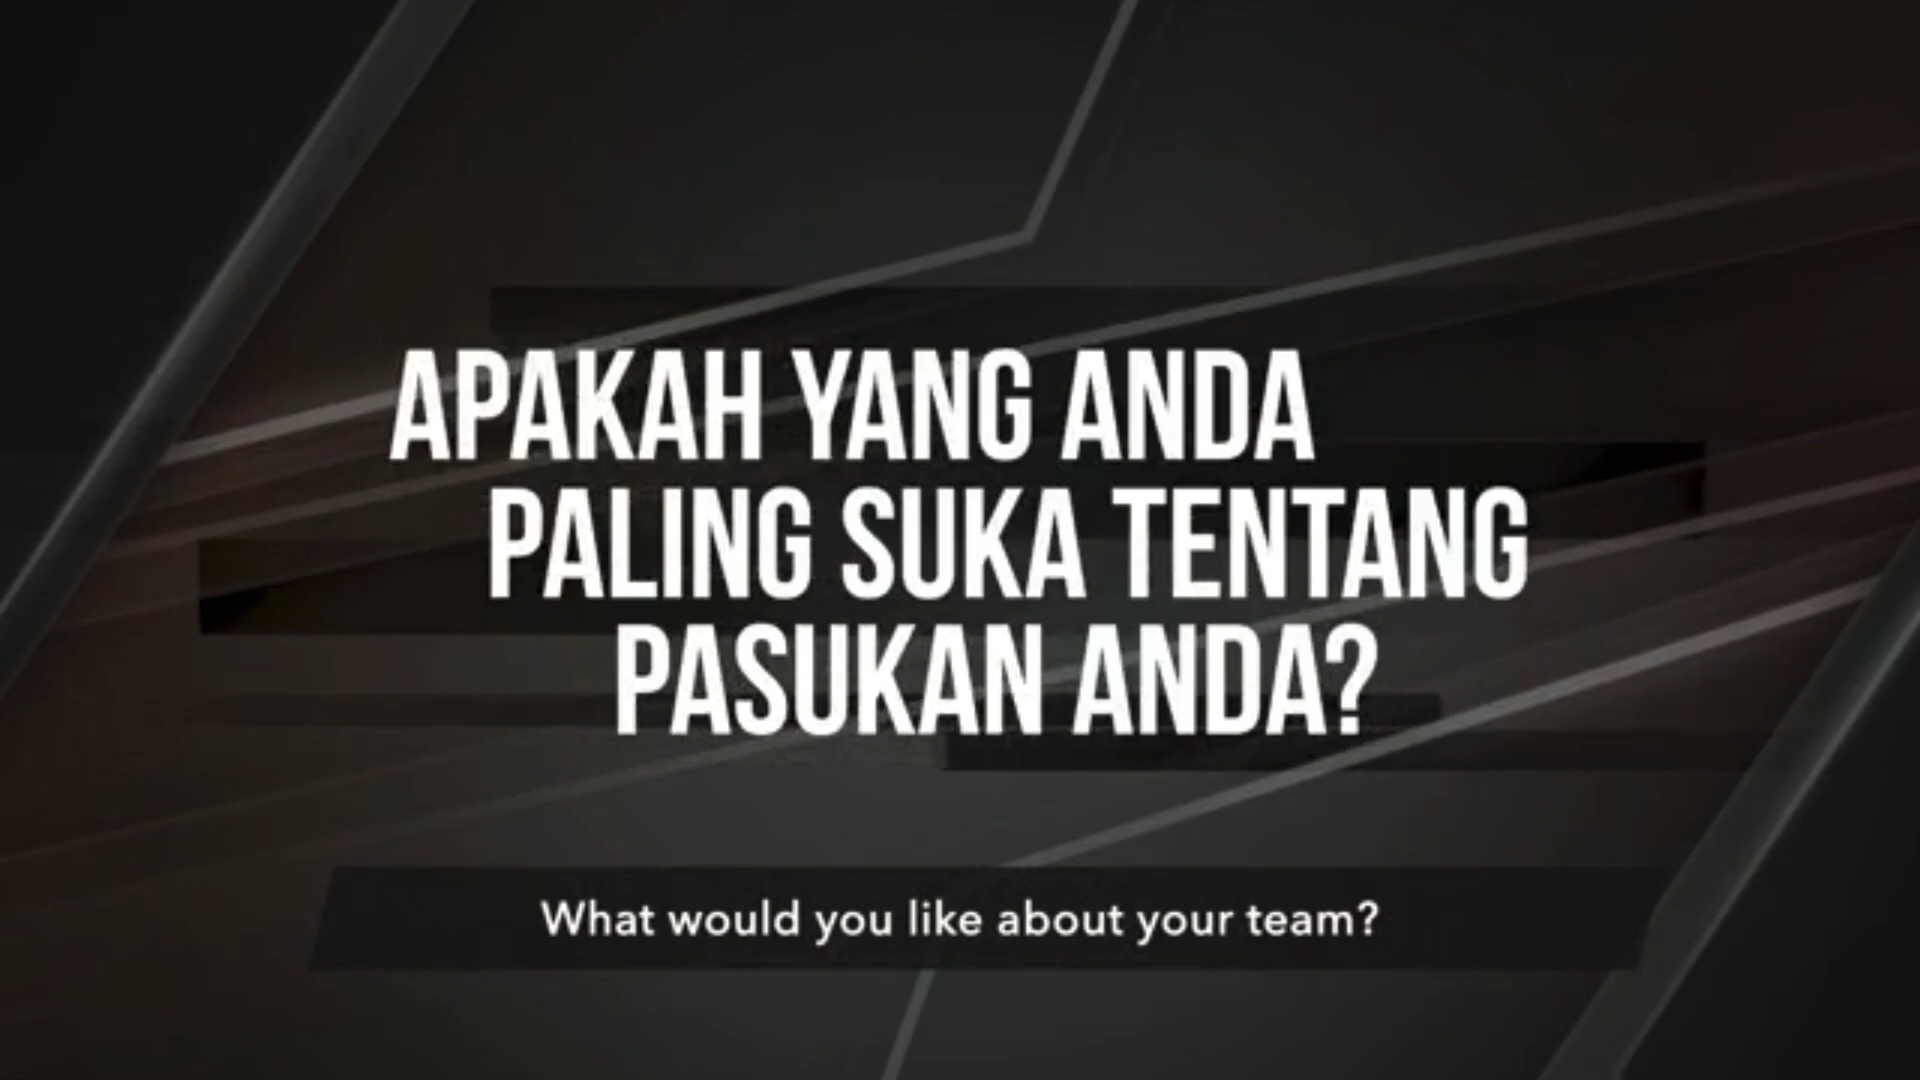 APAKAH YANG ANDA
PALING SUKA TENTANG
PASUKAN ANDA?
What would you like about your team?